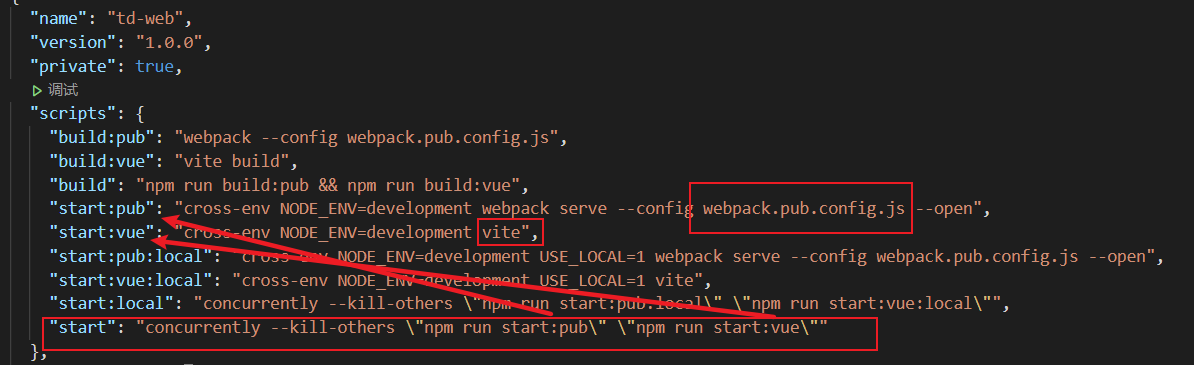 {
"name": "td-web",
"version": "1.0.0",
"private": true,
调试
"scripts": {
"build:pub": "webpack --config webpack.pub.config.js",
"build:vue": "vite build",
"build": "npm run build:pub && npm run build:vue",
"start:pub": "cross-env NODE_ENV=development webpack serve --config webpack.pub.config.js --open",
"start:vue": "cross-env NODE_ENV=development vite",
"start:pub:local": "cross-env NODE_ENV=development USE_LOCAL=1 webpack serve --config webpack.pub.config.js --open",
"start:vue:local": "cross-env NODE_ENV=development USE_LOCAL=1 vite",
"start:local": "concurrently --kill-others \"npm run start:pub:local\" \"npm run start:vue:local\"",
"start": "concurrently --kill-others \"npm run start:pub\" \"npm run start:vue\""
},